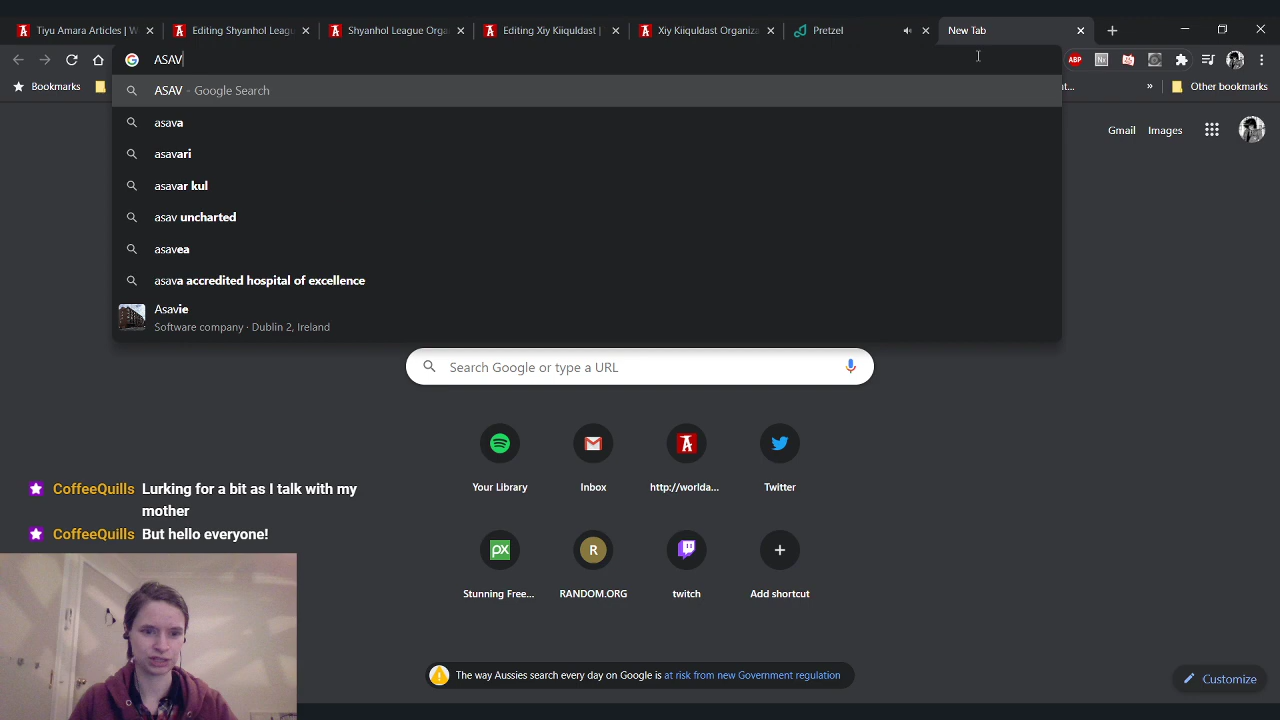 Tiyu Amara Articles | W
Editing Shyanhol Leagu
Shyanhol League Orga
Editing Xiy Kiiquldast |
Xiy Kiiquldast Organiza
Pretzel
New Tab
ASAV
Bookmarks
t...
»
Other bookmarks
ABP
ASAV - Google Search
asava
asavari
asavar kul
asav uncharted
asavea
asava accredited hospital of excellence
Asavie
Software company · Dublin 2, Ireland
Gmail
Images
Search Google or type a URL
Your Library
Inbox
http://worlda...
Twitter
px
R
Stunning Free...
RANDOM.ORG
twitch
Add shortcut
CoffeeQuills Lurking for a bit as I talk with my
mother
CoffeeQuills But hello everyone!
The way Aussies search every day on Google is at risk from new Government regulation
Customize